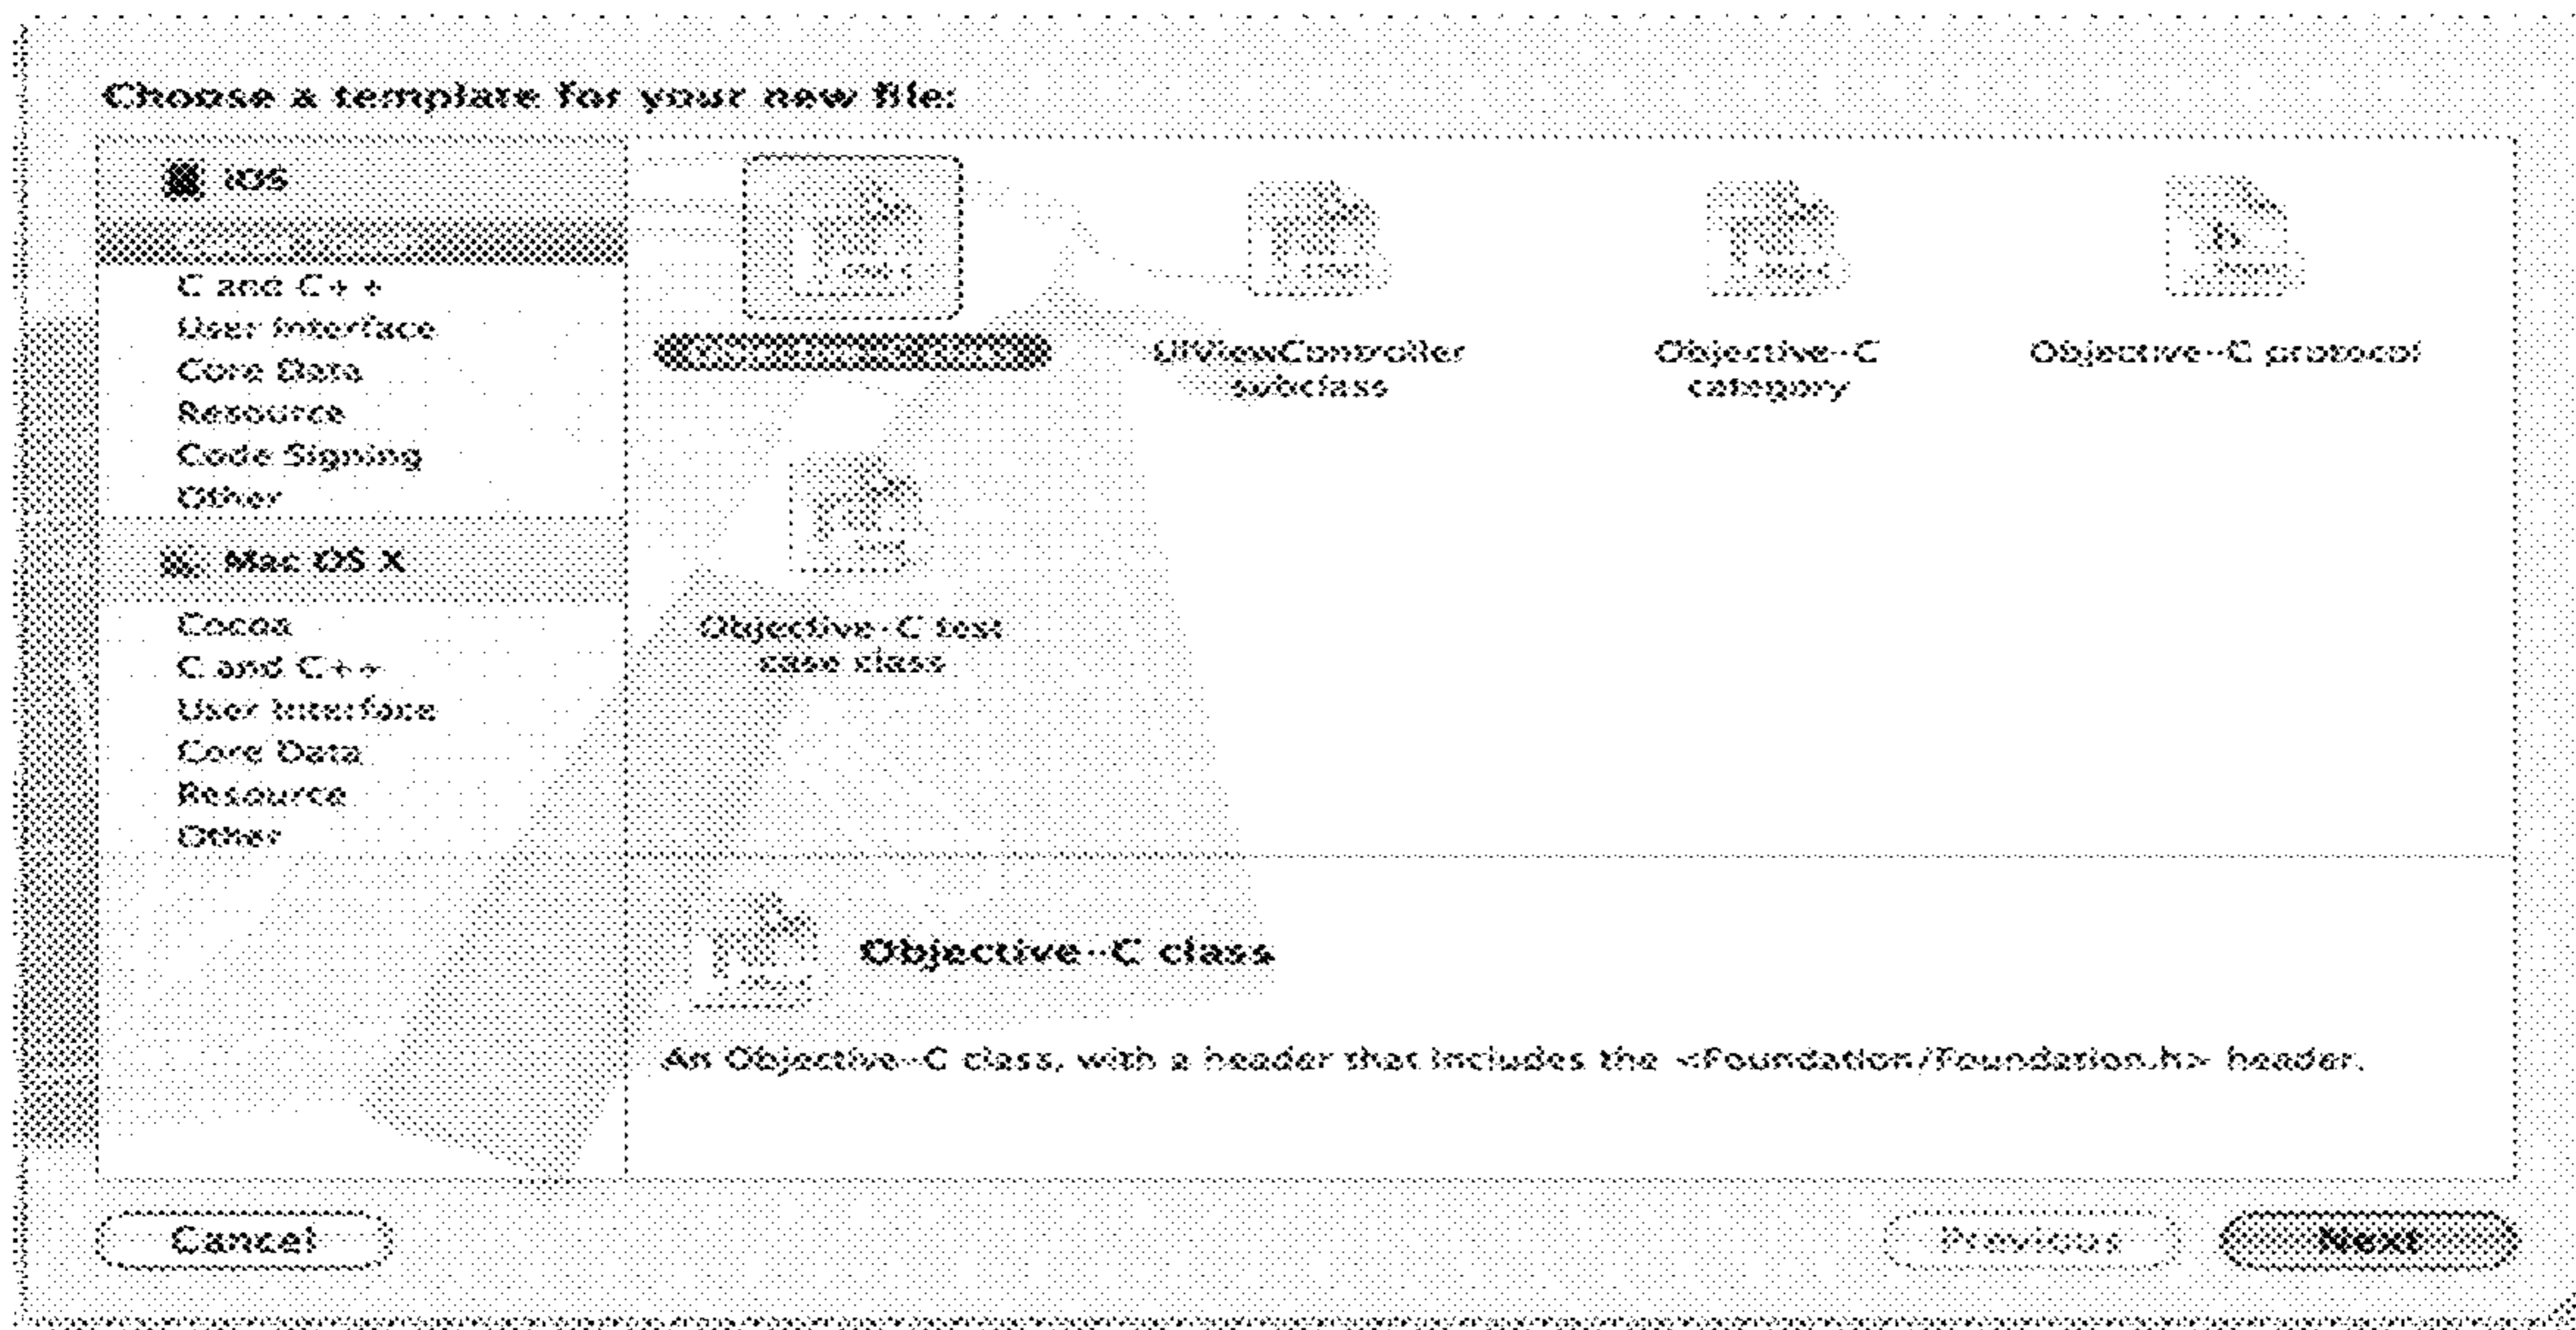 Choose a template for your new file:
iOS
C and C++
User Interface
Core Data
Resource
Code Signing
Other
Mac OS X
Cocoa
C and C++
User Interface
Core Data
Resource
Other
UIViewController
subclass
Objective-C
category
Objective-C protocol
Objective-C test
case class
Objective-C class
An Objective-C class, with a header that includes the <Foundation/Foundation.h> header.
Cancel
Previous
Next